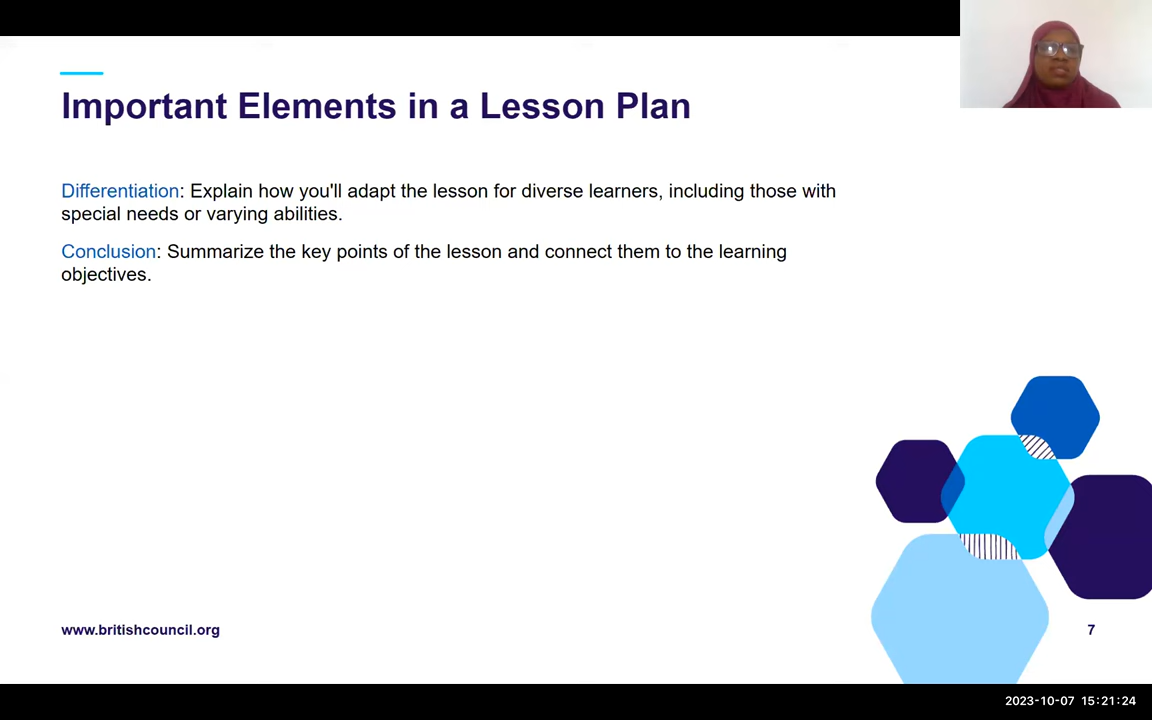 Important Elements in a Lesson Plan
Differentiation: Explain how you'll adapt the lesson for diverse learners, including those with
special needs or varying abilities.
Conclusion: Summarize the key points of the lesson and connect them to the learning
objectives.
www.britishcouncil.org
7
2023-10-07 15:21:24